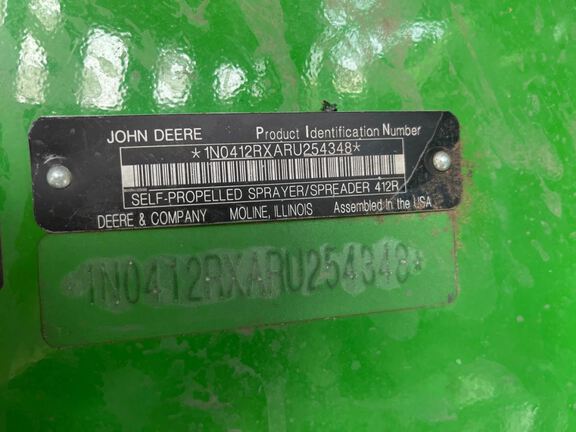 JOHN DEERE Product Identification Number
*1N0412RXARU254348*
SELF-PROPELLED SPRAYER/SPREADER 412R
DEERE & COMPANY MOLINE, ILLINOIS Assembled in the USA
*1N0412RXARU254348*